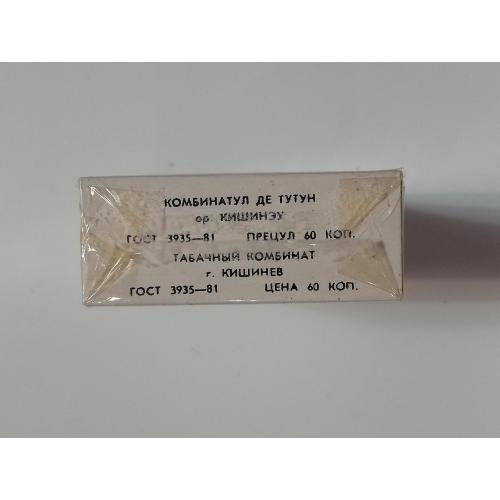 КОМБИНАТУЛ ДЕ ТУТУН
ор. КИШИНЭУ
ГОСТ 3935—81 ПРЕЦУЛ 60 КОП.
ТАБАЧНЫЙ КОМБИНАТ
г. КИШИНЕВ
ГОСТ 3935—81 ЦЕНА 60 КОП.